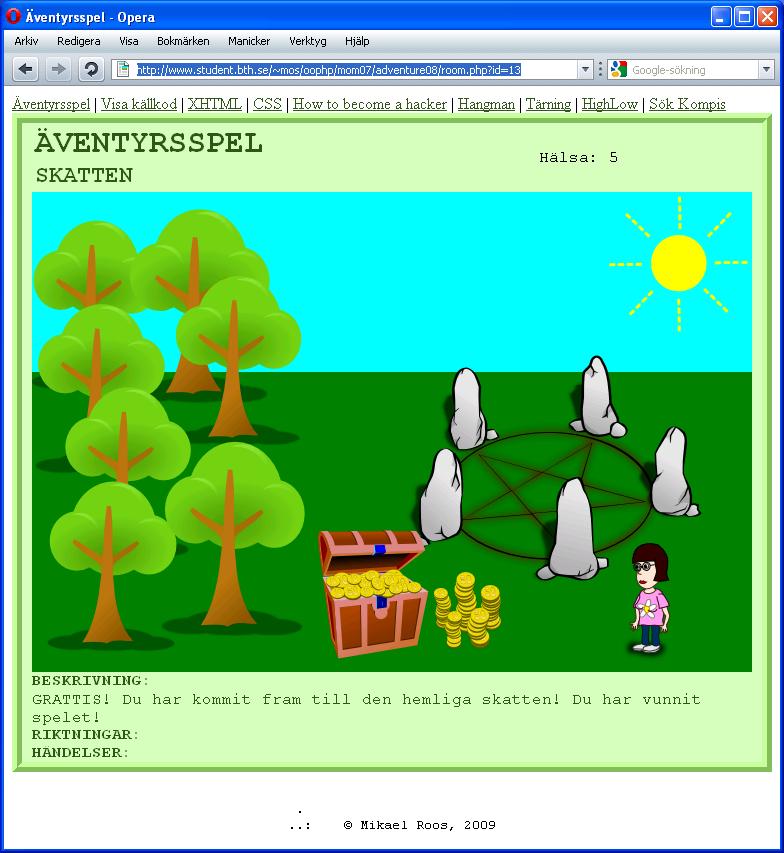 Äventyrsspel - Opera
Arkiv Redigera Visa Bokmärken Manicker Verktyg Hjälp
http://www.student.bth.se/~mos/oophp/mom07/adventure08/room.php?id=13 Google-sökning
Äventyrsspel | Visa källkod | XHTML | CSS | How to become a hacker | Hangman | Tärning | HighLow | Sök Kompis
ÄVENTYRSSPEL
Hälsa: 5
SKATTEN
BESKRIVNING:
GRATTIS! Du har kommit fram till den hemliga skatten! Du har vunnit
spelet!
RIKTNINGAR:
HÄNDELSER:
.
..: © Mikael Roos, 2009